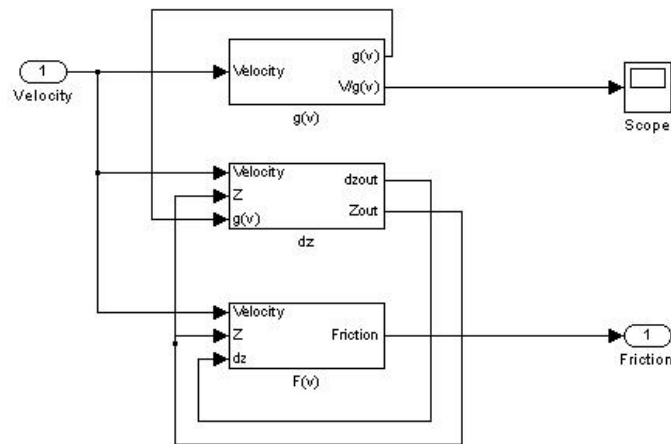 1
Velocity
Velocity
g(v)
V/g(v)
g(v)
Scope
Velocity
Z
g(v)
dzout
Zout
dz
Velocity
Z
dz
Friction
F(v)
1
Friction